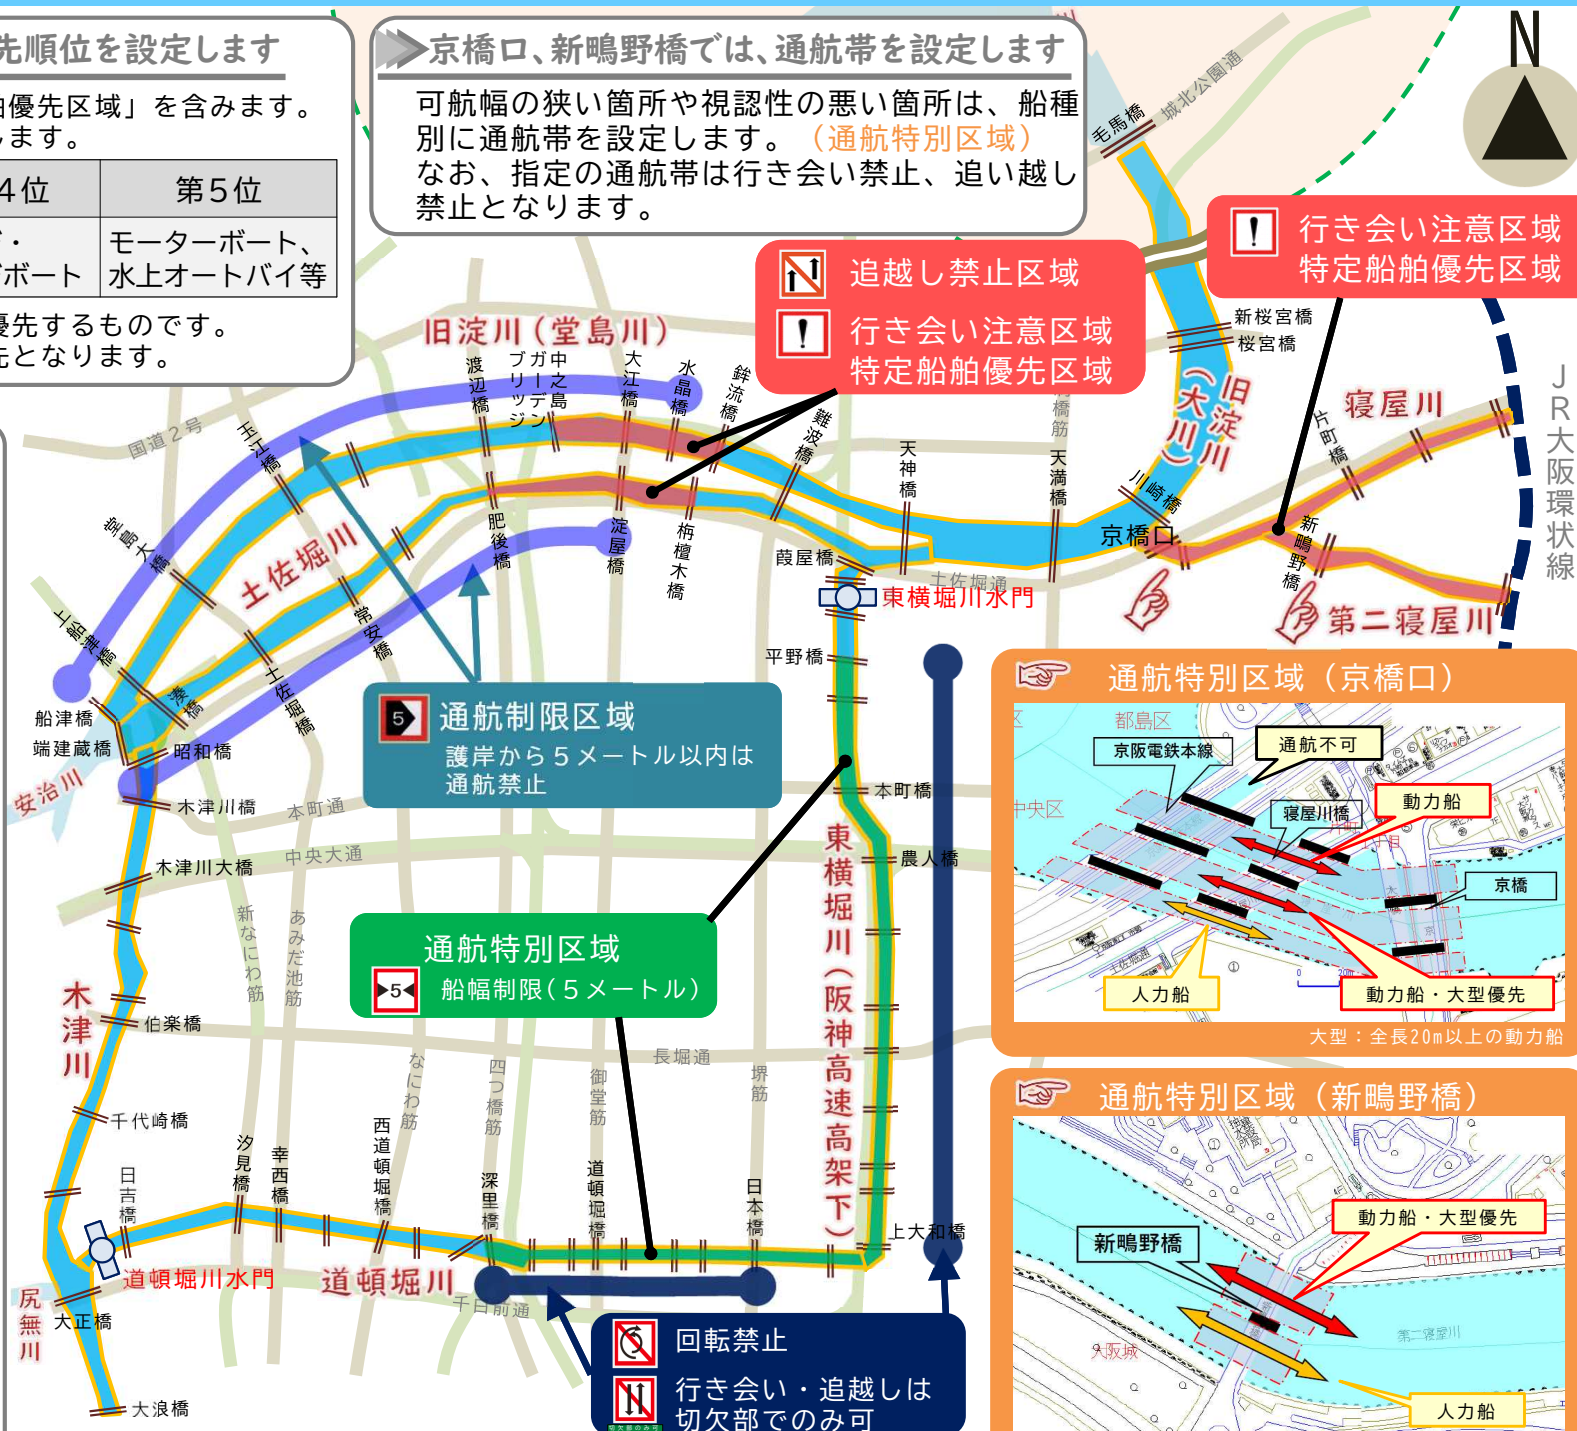 先順位を設定します
優先区域」を含みます。
します。
4位
第5位
ボート
モーターボート、
水上オートバイ等
優先するものです。
先となります。
京橋口、新鴫野橋では、通航帯を設定します
可航幅の狭い箇所や視認性の悪い箇所は、船種
別に通航帯を設定します。（通航特別区域）
なお、指定の通航帯は行き会い禁止、追い越し
禁止となります。
N
毛馬橋
城北公園通
追越し禁止区域
行き会い注意区域
特定船舶優先区域
行き会い注意区域
特定船舶優先区域
新桜宮橋
桜宮橋
旧淀川（堂島川）
渡辺橋
中之島
ガーデン
ブリッジ
大江橋
水晶橋
鉾流橋
難波橋
天神橋
天満橋
川崎橋
旧淀川
（大川）
片町橋
寝屋川
JR大阪環状線
国道2号
玉江橋
堂島大橋
上船津橋
土佐堀川
常安橋
肥後橋
淀屋橋
栴檀木橋
葭屋橋
土佐堀通
京橋口
新鴫野橋
第二寝屋川
東横堀川水門
平野橋
船津橋
端建蔵橋
湊橋
昭和橋
土佐堀橋
安治川
木津川橋
本町通
5
通航制限区域
護岸から5メートル以内は
通航禁止
本町橋
中央大通
農人橋
木津川大橋
新なにわ筋
あみだ池筋
通航特別区域
5
船幅制限(5メートル)
東横堀川（阪神高速高架下）
木津川
伯楽橋
長堀通
なにわ筋
四つ橋筋
御堂筋
堺筋
千代崎橋
日吉橋
汐見橋
幸西橋
西道頓堀橋
深里橋
道頓堀橋
日本橋
上大和橋
道頓堀川水門
道頓堀川
千日前通
尻無川
大正橋
大浪橋
回転禁止
行き会い・追越しは
切欠部でのみ可
切欠部のみ可
通航特別区域（京橋口）
都島区
中央区
京阪電鉄本線
通航不可
寝屋川橋
動力船
京橋
土佐堀通
人力船
動力船・大型優先
大型：全長20m以上の動力船
通航特別区域（新鴫野橋）
動力船・大型優先
新鴫野橋
第二寝屋川
大阪城
人力船